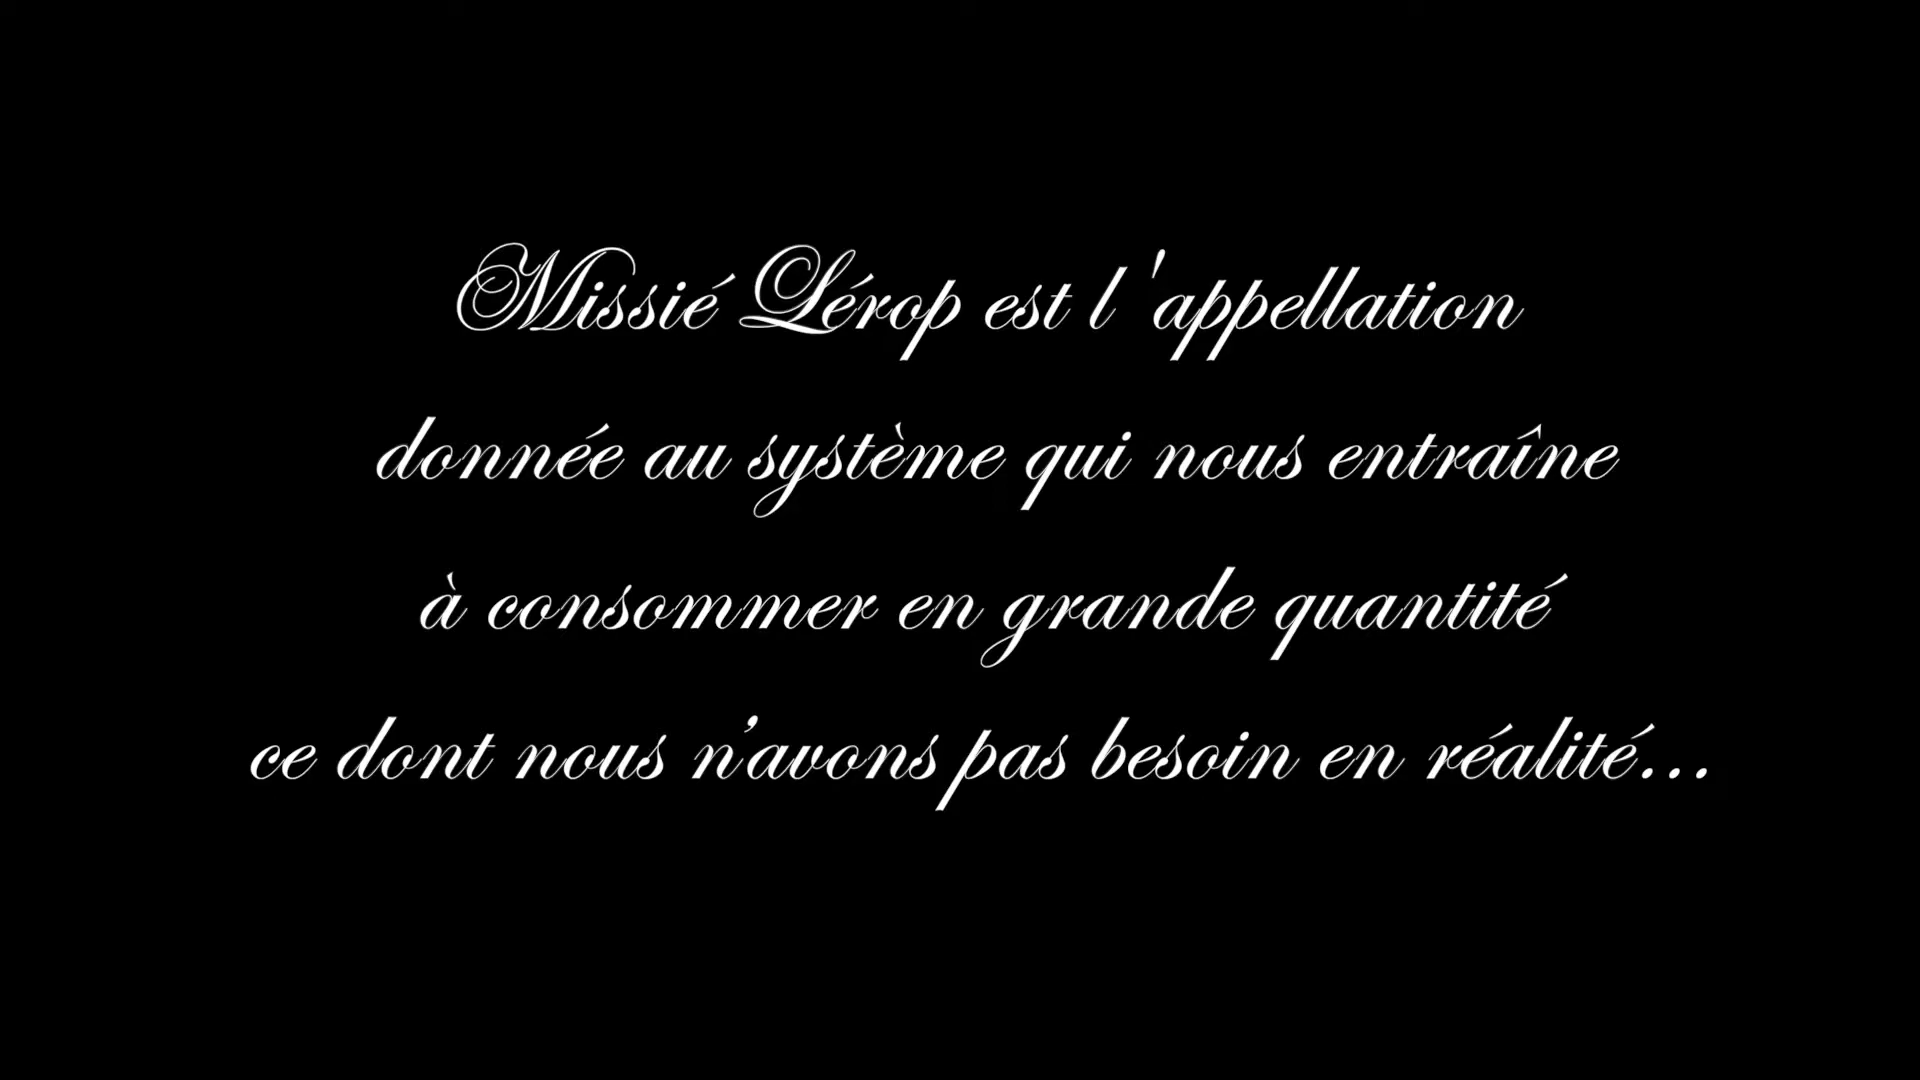 Missié Lérop est l'appellation
donnée au système qui nous entraîne
à consommer en grande quantité
ce dont nous n’avons pas besoin en réalité...